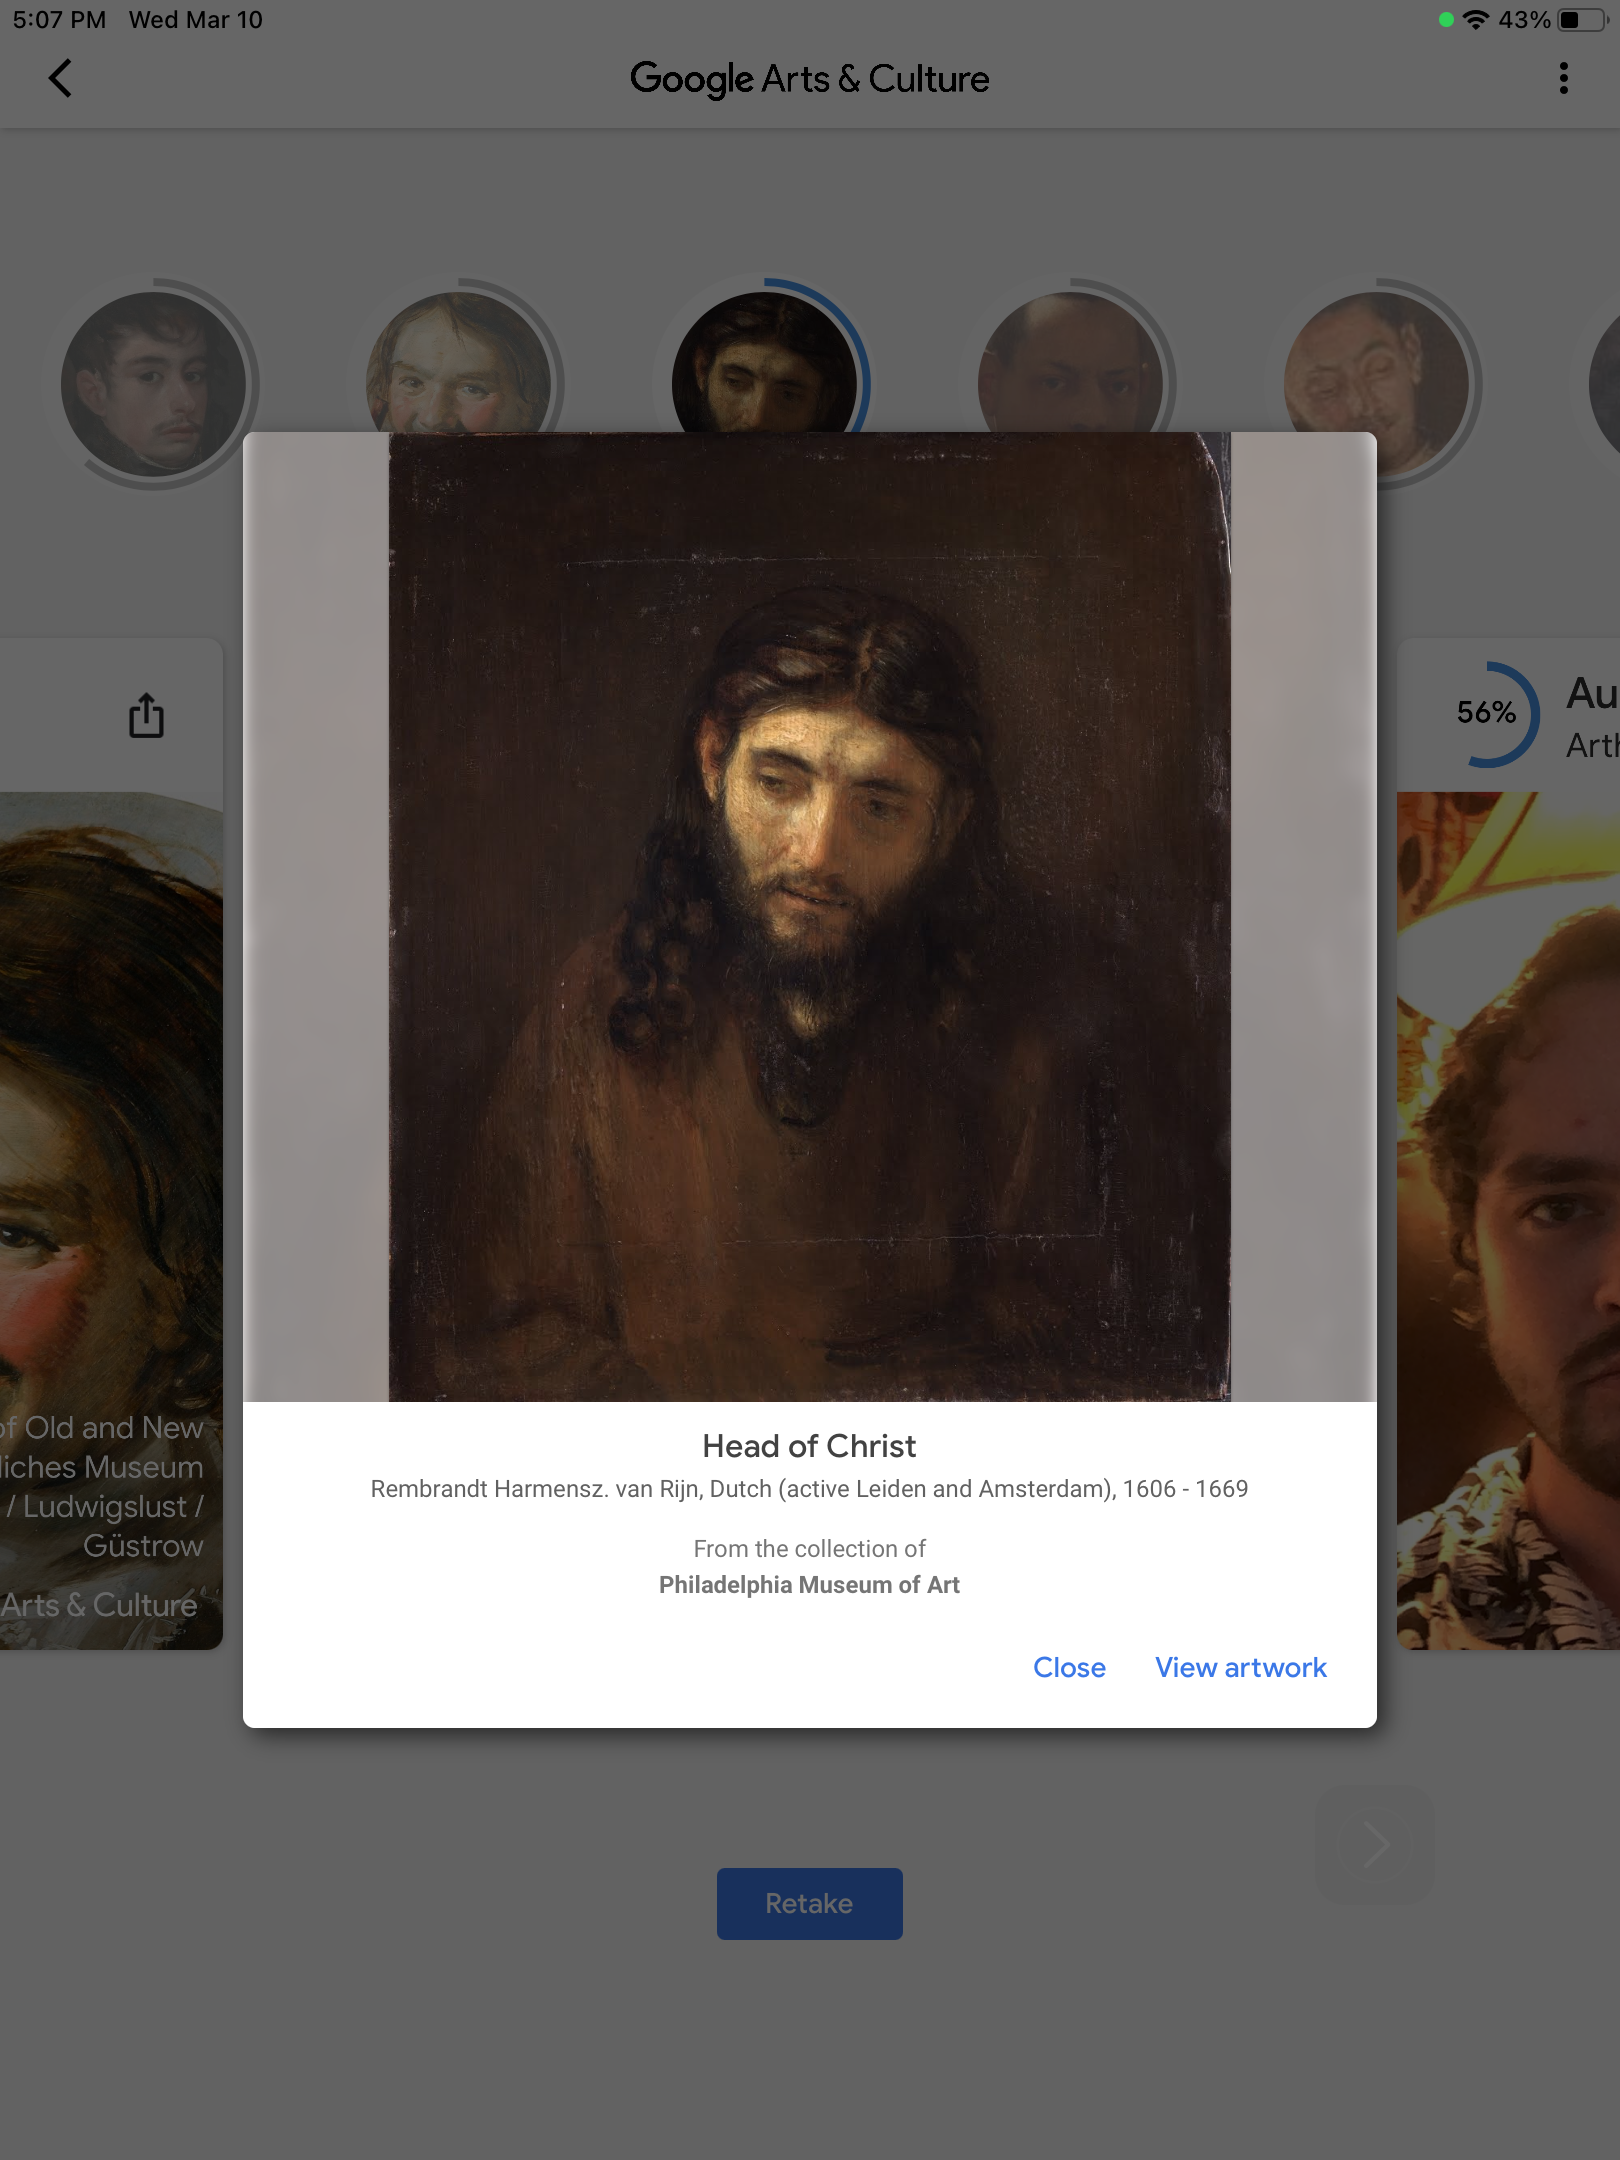 5:07 PM Wed Mar 10
43%
Google Arts & Culture
56%
Au
Arth
of Old and New
liches Museum
/ Ludwigslust /
Güstrow
Arts & Culture
Head of Christ
Rembrandt Harmensz. van Rijn, Dutch (active Leiden and Amsterdam), 1606 - 1669
From the collection of
Philadelphia Museum of Art
Close View artwork
Retake